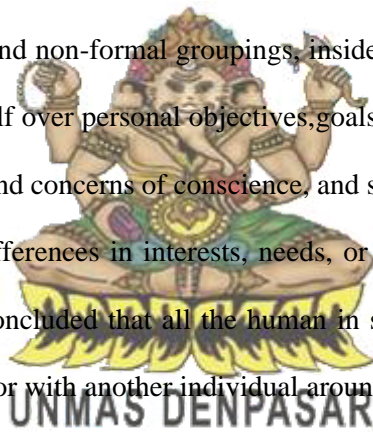 nd non-formal groupings, inside
lf over personal objectives,goals
nd concerns of conscience, and s
fferences in interests, needs, or
oncluded that all the human in s
or with another individual aroun
UNMAS DENPASAR